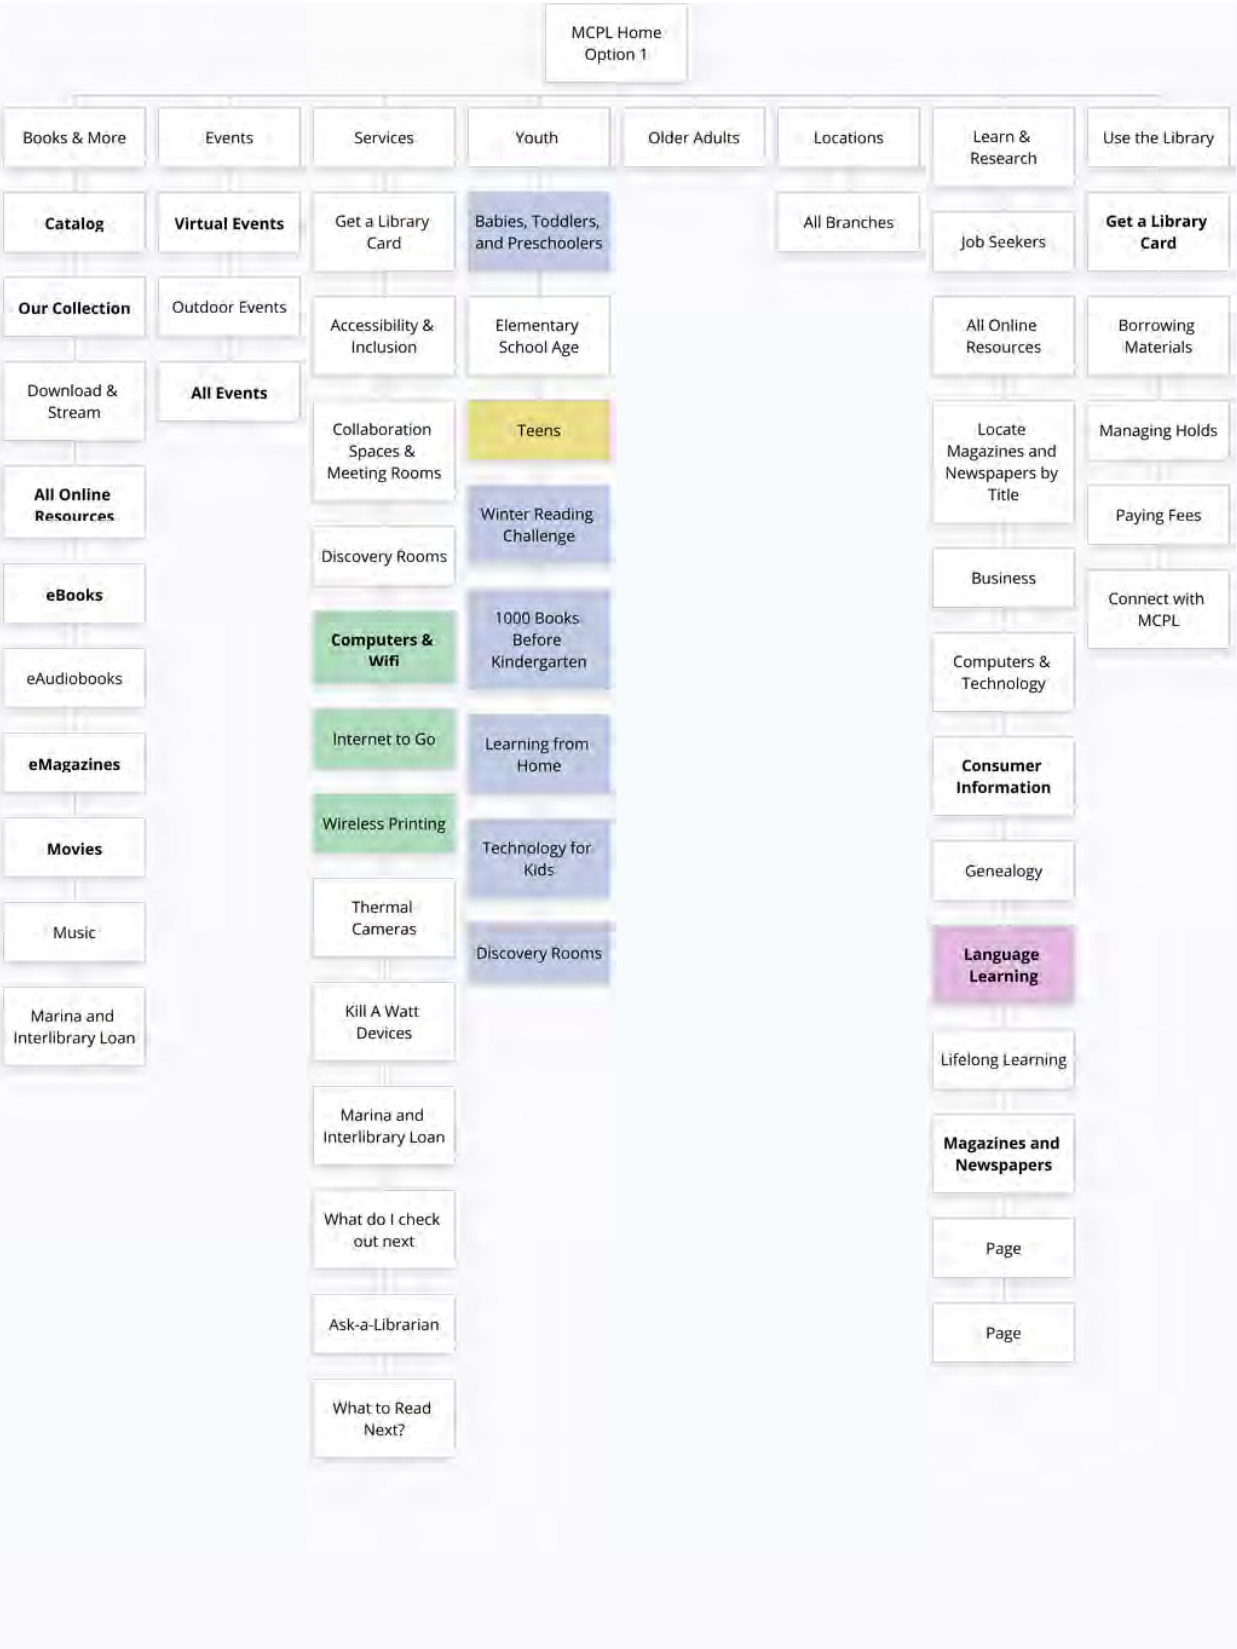 MCPL Home
Option 1
Books & More
Catalog
Our Collection
Download &
Stream
All Online
Resources
eBooks
eAudiobooks
eMagazines
Movies
Music
Marina and
Interlibrary Loan
Events
Virtual Events
Outdoor Events
All Events
Services
Get a Library
Card
Accessibility &
Inclusion
Collaboration
Spaces &
Meeting Rooms
Discovery Rooms
Computers &
Wifi
Internet to Go
Wireless Printing
Thermal
Cameras
Kill A Watt
Devices
Marina and
Interlibrary Loan
What do I check
out next
Ask-a-Librarian
What to Read
Next?
Youth
Babies, Toddlers,
and Preschoolers
Elementary
School Age
Teens
Winter Reading
Challenge
1000 Books
Before
Kindergarten
Learning from
Home
Technology for
Kids
Discovery Rooms
Older Adults
Locations
All Branches
Learn &
Research
Job Seekers
All Online
Resources
Locate
Magazines and
Newspapers by
Title
Business
Computers &
Technology
Consumer
Information
Genealogy
Language
Learning
Lifelong Learning
Magazines and
Newspapers
Page
Page
Use the Library
Get a Library
Card
Borrowing
Materials
Managing Holds
Paying Fees
Connect with
MCPL